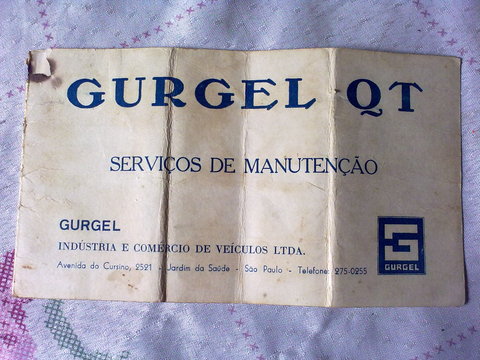 GURGEL QT
SERVIÇOS DE MANUTENÇÃO
GURGEL
INDÚSTRIA E COMÉRCIO DE VEÍCULOS LTDA.
Avenida do Cursino, 2521 - Jardim da Saúde - São Paulo - Telefone: 275-0255
GURGEL